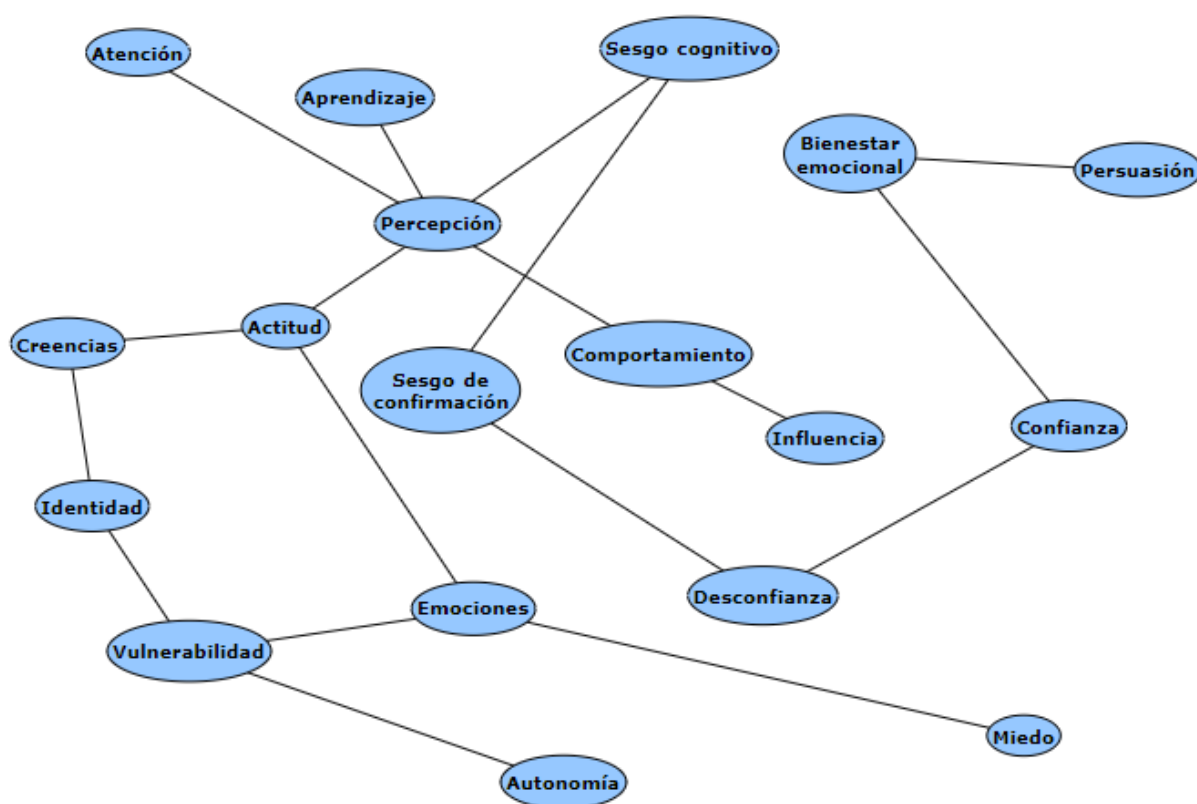 Sesgo cognitivo
Atención
Aprendizaje
Bienestar
emocional
Persuasión
Percepción
Actitud
Creencias
Comportamiento
Sesgo de
confirmación
Influencia
Confianza
Identidad
Desconfianza
Emociones
Vulnerabilidad
Miedo
Autonomía